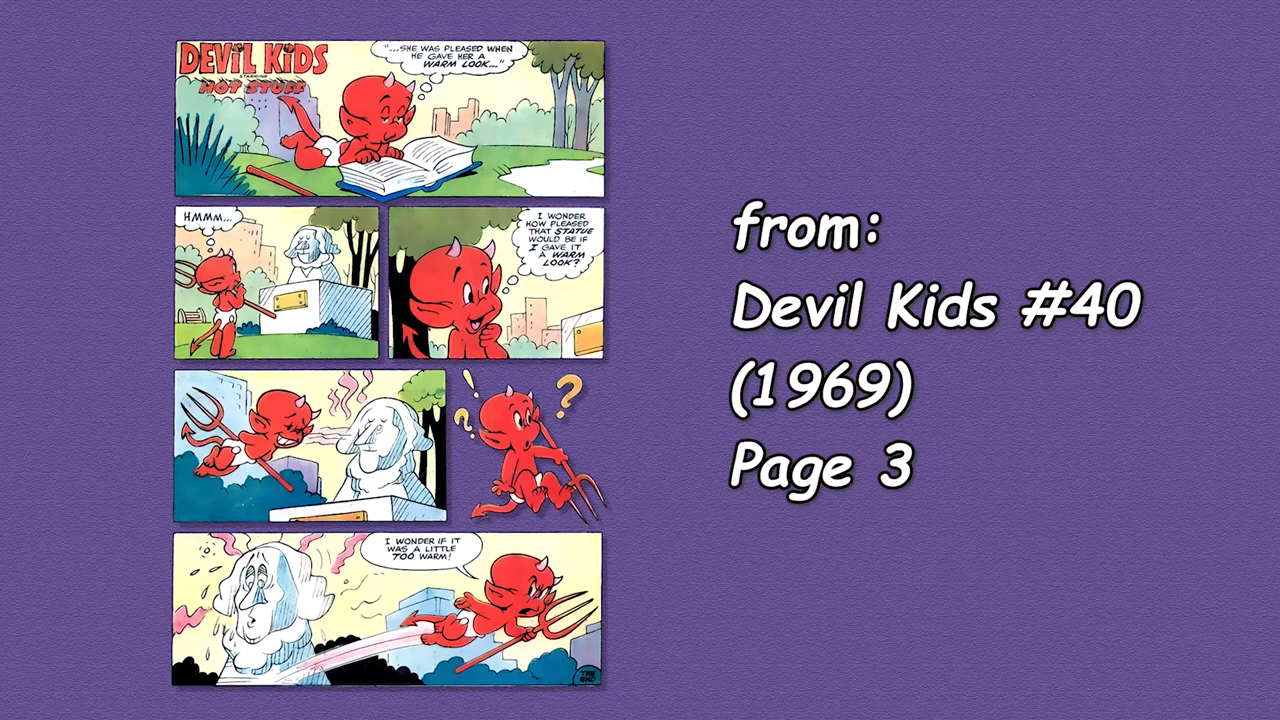 DEVIL KIDS
STARRING
HOT STUFF
"...SHE WAS PLEASED WHEN
HE GAVE HER A
WARM LOOK..."
HMMM...
I WONDER
HOW PLEASED
THAT STATUE
WOULD BE IF
I GAVE IT
A WARM
LOOK?
!
?
?
I WONDER IF IT
WAS A LITTLE
TOO WARM!
THE
END
from:
Devil Kids #40
(1969)
Page 3